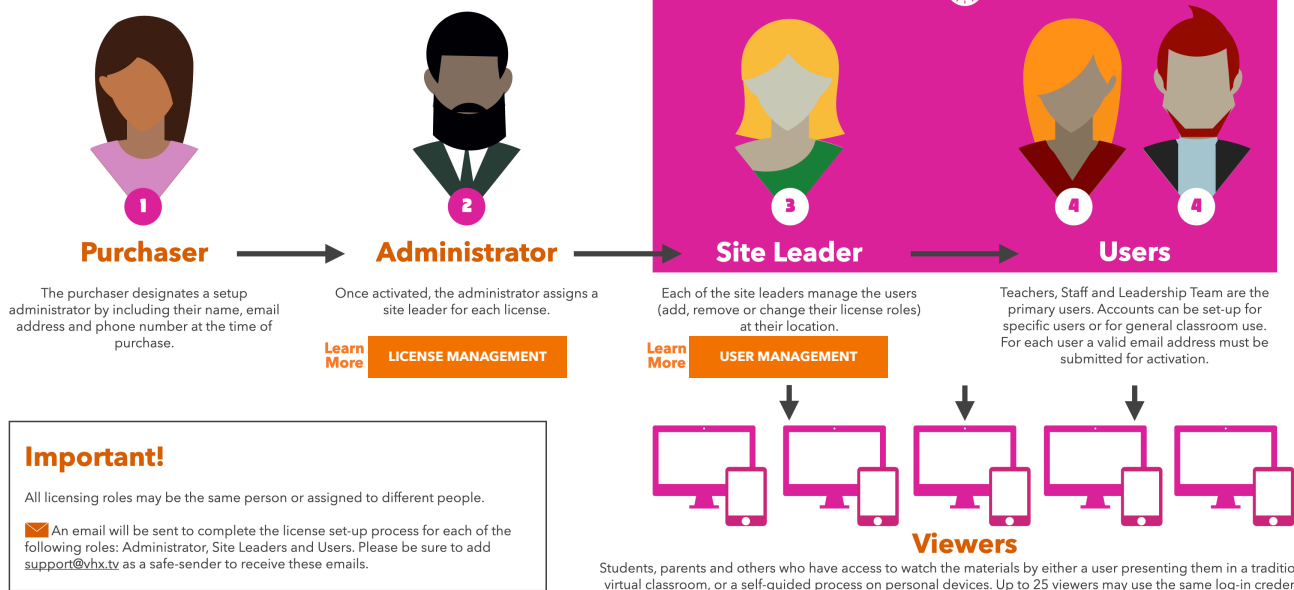 1
Purchaser
The purchaser designates a setup
administrator by including their name, email
address and phone number at the time of
purchase.
2
Administrator
Once activated, the administrator assigns a
site leader for each license.
Learn
More
LICENSE MANAGEMENT
3
Site Leader
Each of the site leaders manage the users
(add, remove or change their license roles)
at their location.
Learn
More
USER MANAGEMENT
4
4
Users
Teachers, Staff and Leadership Team are the
primary users. Accounts can be set-up for
specific users or for general classroom use.
For each user a valid email address must be
submitted for activation.
Important!
All licensing roles may be the same person or assigned to different people.
An email will be sent to complete the license set-up process for each of the
following roles: Administrator, Site Leaders and Users. Please be sure to add
support@vhx.tv as a safe-sender to receive these emails.
Viewers
Students, parents and others who have access to watch the materials by either a user presenting them in a
virtual classroom, or a self-guided process on personal devices. Up to 25 viewers may use the same log-in